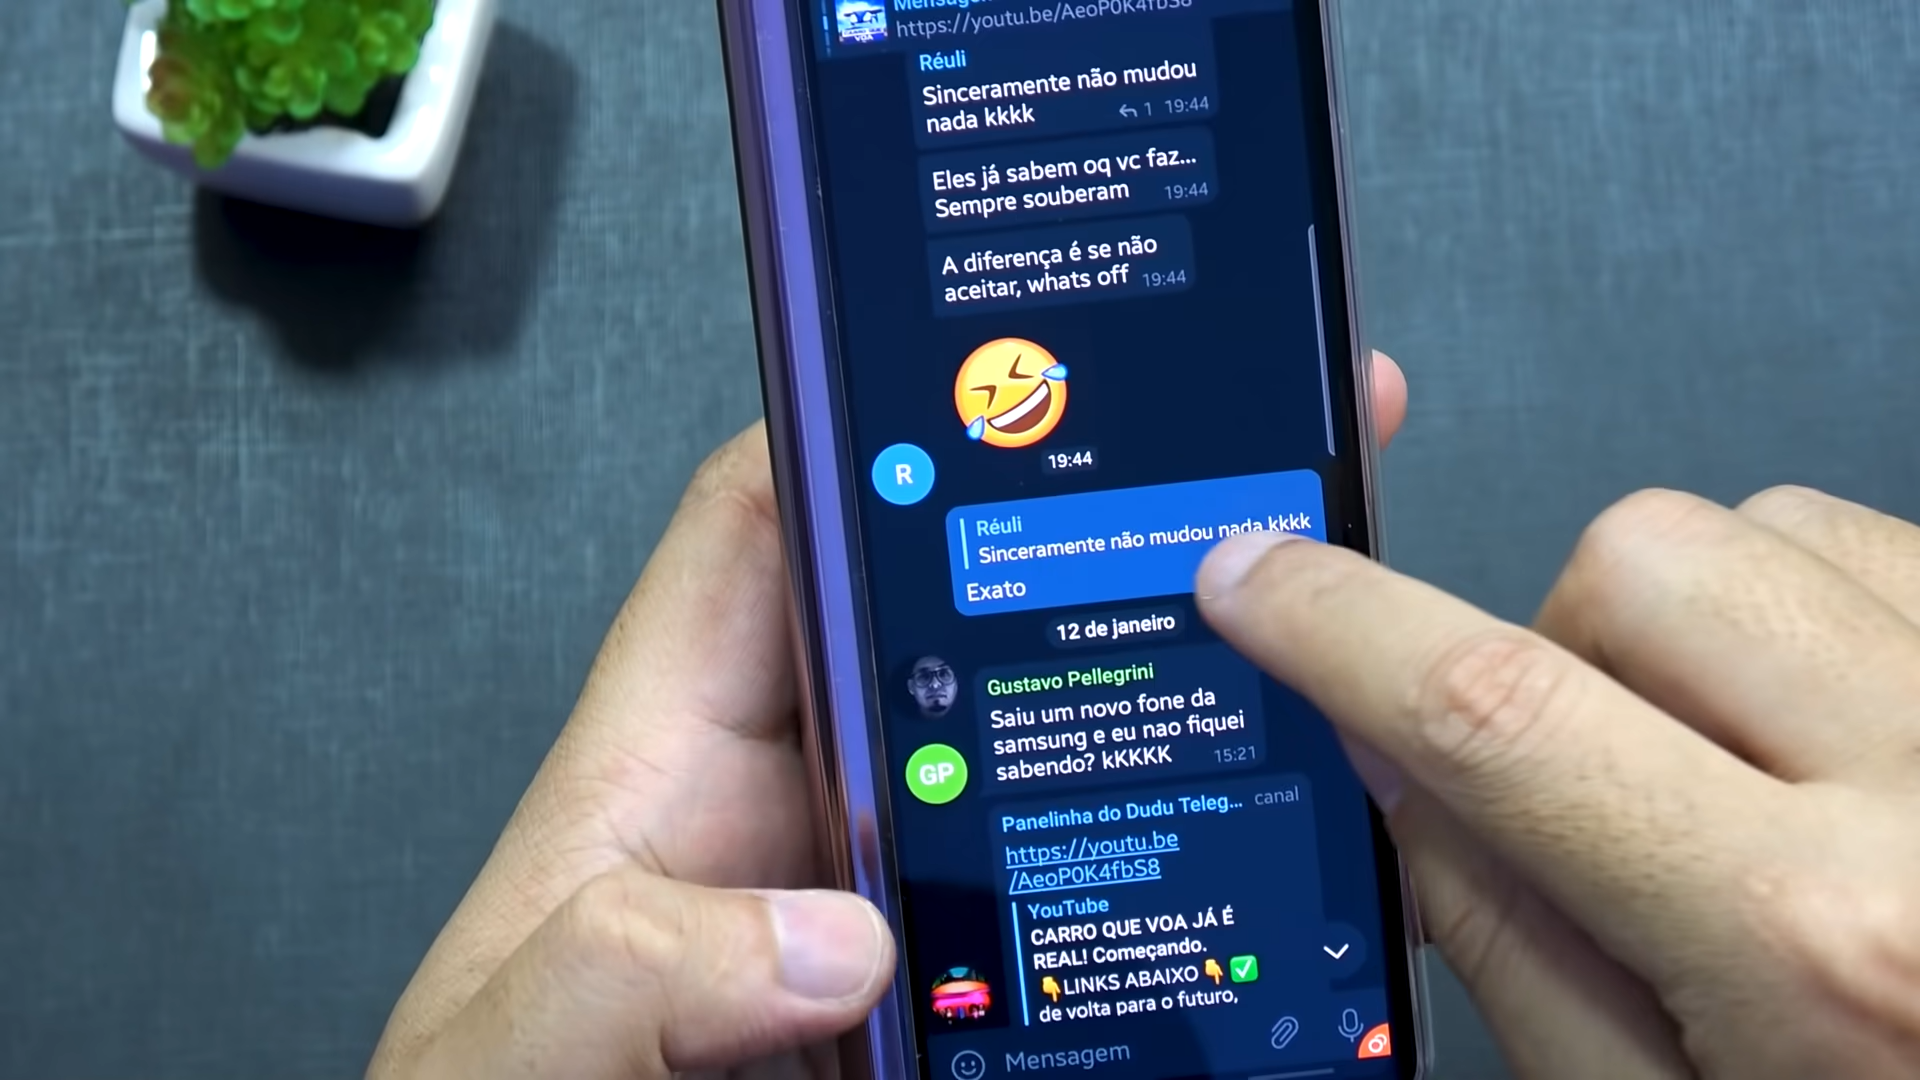 https://youtu.be/AeoP0K4fbS8
Réuli
Sinceramente não mudou
nada kkkk
1 19:44
Eles já sabem oq vc faz...
Sempre souberam
19:44
A diferença é se não
aceitar, whats off
19:44
19:44
R
Réuli
Sinceramente não mudou nada kkkk
Exato
12 de janeiro
Gustavo Pellegrini
Saiu um novo fone da
samsung e eu nao fiquei
sabendo? kKKKK
15:21
GP
Panelinha do Dudu Teleg... canal
https://youtu.be
/AeoP0K4fbS8
YouTube
CARRO QUE VOA JÁ É
REAL! Começando.
👇LINKS ABAIXO👇✅
de volta para o futuro,
Mensagem